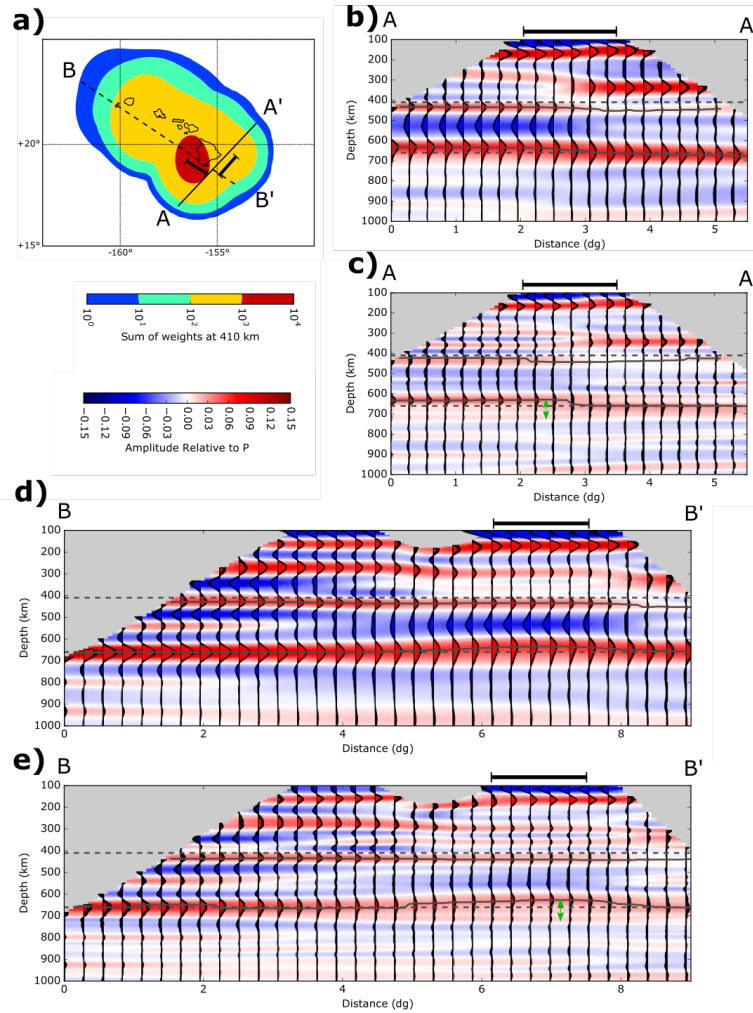 a)
B
A'
+20°
A
B'
+15°
-160°
-155°
10⁰
10¹
10²
10³
10⁴
Sum of weights at 410 km
−0.15
−0.09
−0.06
−0.03
0.00
0.03
0.06
0.09
0.15
Amplitude Relative to P
b)
A
A
100
200
300
400
500
600
700
800
900
1000
Depth (km)
0 1 2 3 4 5
Distance (dg)
c)
A
A
100
200
300
400
500
600
700
800
900
1000
Depth (km)
0 1 2 3 4 5
Distance (dg)
d)
B
B'
100
200
300
400
500
600
700
800
900
1000
Depth (km)
0 2 4 6 8
Distance (dg)
e)
B
B'
100
200
300
400
500
600
700
800
900
1000
Depth (km)
0 2 4 6 8
Distance (dg)